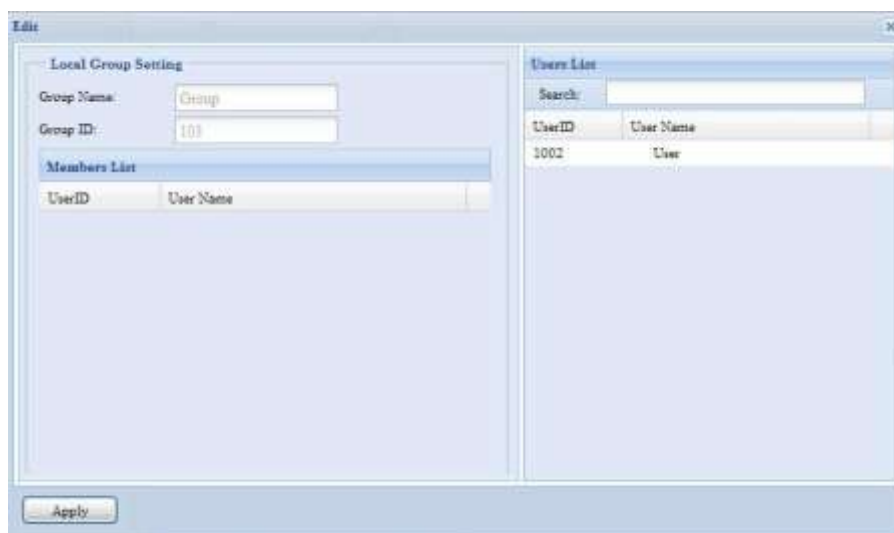 Edit
Local Group Setting
Group Name:
Group
Group ID:
103
Members List
UserID User Name
Apply
Users List
Search:
UserID User Name
1002 User